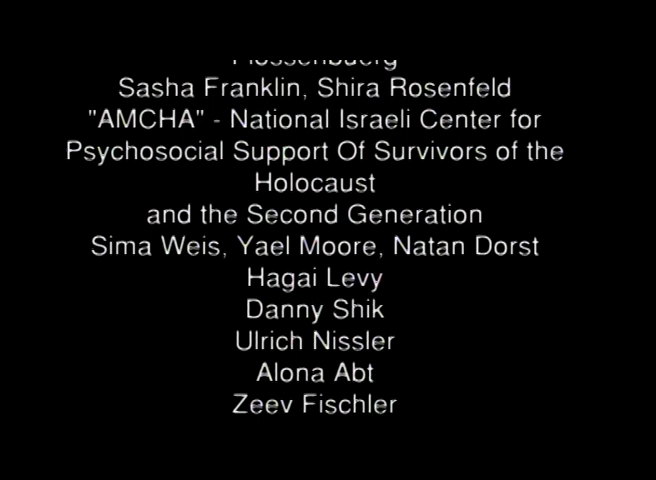 Flossenbuerg
Sasha Franklin, Shira Rosenfeld
"AMCHA" - National Israeli Center for
Psychosocial Support Of Survivors of the
Holocaust
and the Second Generation
Sima Weis, Yael Moore, Natan Dorst
Hagai Levy
Danny Shik
Ulrich Nissler
Alona Abt
Zeev Fischler